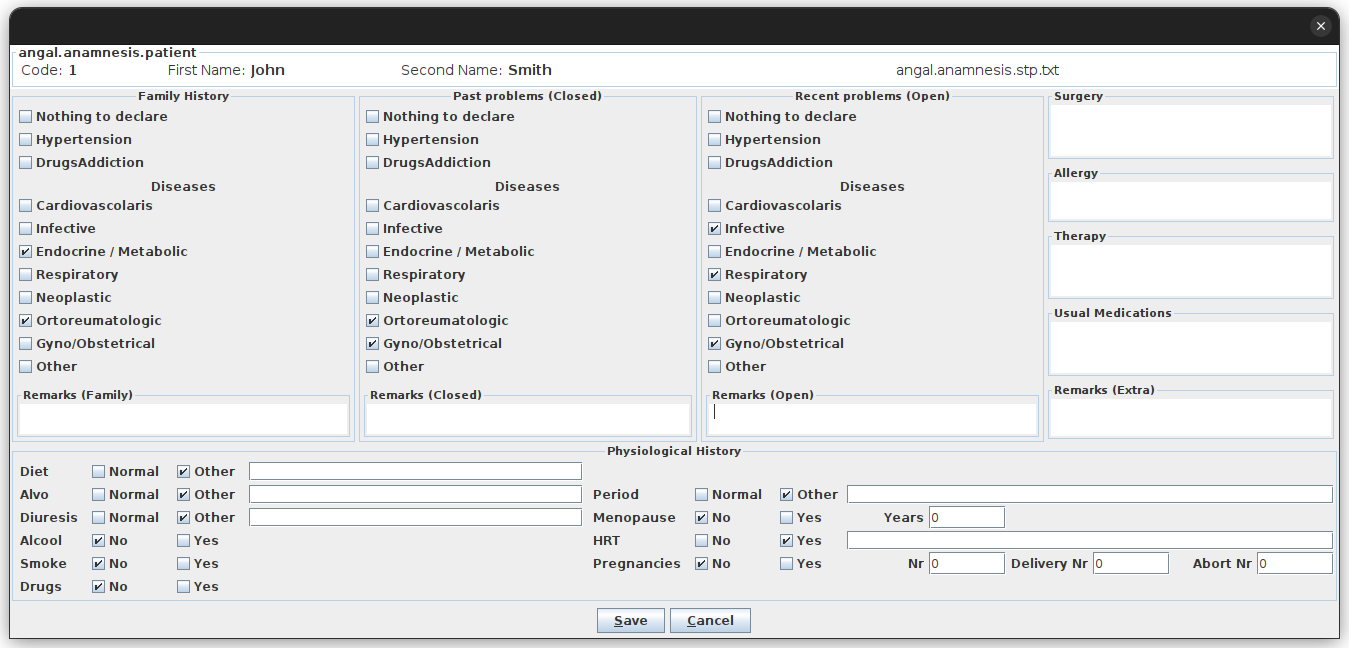 angal.anamnesis.patient
Code: 1 First Name: John Second Name: Smith angal.anamnesis.stp.txt
Family History
Nothing to declare
Hypertension
DrugsAddiction
Diseases
Cardiovascolaris
Infective
Endocrine / Metabolic
Respiratory
Neoplastic
Ortoreumatologic
Gyno/Obstetrical
Other
Remarks (Family)
Past problems (Closed)
Nothing to declare
Hypertension
DrugsAddiction
Diseases
Cardiovascolaris
Infective
Endocrine / Metabolic
Respiratory
Neoplastic
Ortoreumatologic
Gyno/Obstetrical
Other
Remarks (Closed)
Recent problems (Open)
Nothing to declare
Hypertension
DrugsAddiction
Diseases
Cardiovascolaris
Infective
Endocrine / Metabolic
Respiratory
Neoplastic
Ortoreumatologic
Gyno/Obstetrical
Other
Remarks (Open)
Surgery
Allergy
Therapy
Usual Medications
Remarks (Extra)
Physiological History
Diet Normal Other
Alvo Normal Other
Diuresis Normal Other
Alcool No Yes
Smoke No Yes
Drugs No Yes
Period Normal Other
Menopause No Yes Years 0
HRT No Yes
Pregnancies No Yes Nr 0 Delivery Nr 0 Abort Nr 0
Save Cancel